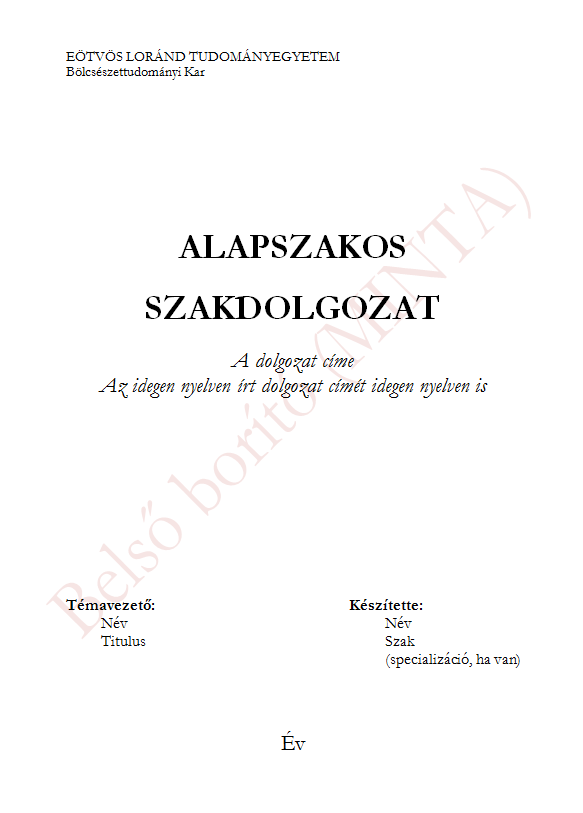 EÖTVÖS LORÁND TUDOMÁNYEGYETEM
Bölcsészettudományi Kar
ALAPSZAKOS
SZAKDOLGOZAT
A dolgozat címe
Az idegen nyelven írt dolgozat címét idegen nyelven is
Belső borító (MINTA)
Témavezető:
Név
Titulus
Készítette:
Név
Szak
(specializáció, ha van)
Év